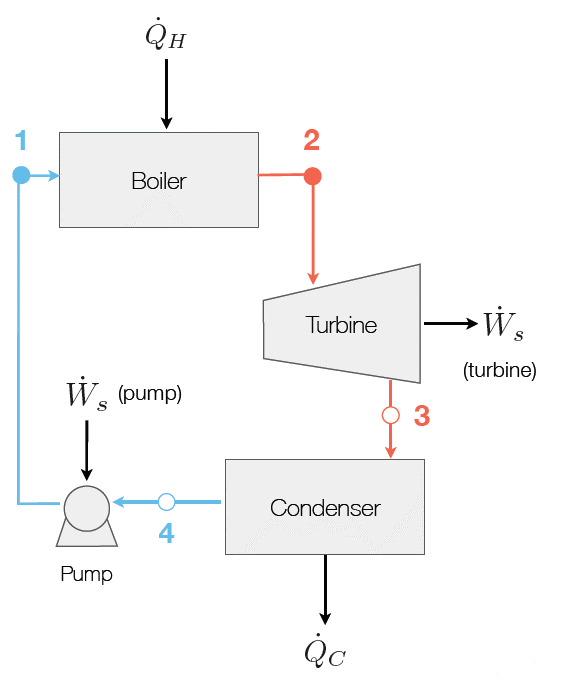 Q̇_H
1
2
Boiler
Turbine
Ẇ_s
(turbine)
Ẇ_s (pump)
3
Condenser
4
Pump
Q̇_C